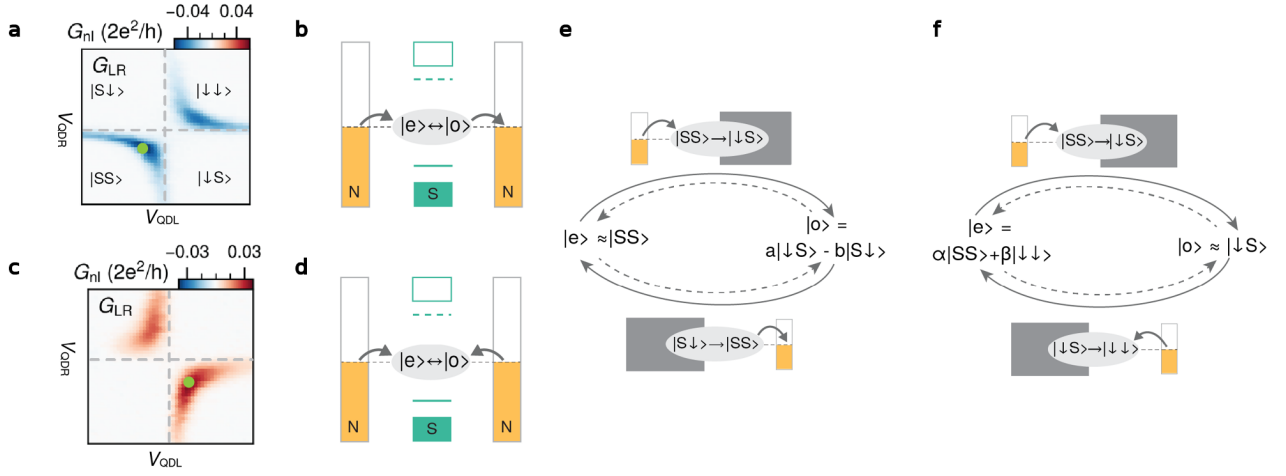 a
−0.04 0.04
G_nl (2e²/h)
G_LR
|S↓>
|↓↓>
|SS>
|↓S>
V_QDR
V_QDL
b
|e>↔|o>
N
S
N
c
−0.03 0.03
G_nl (2e²/h)
G_LR
V_QDR
V_QDL
d
|e>↔|o>
N
S
N
e
|SS>→|↓S>
|e> ≈|SS>
|o> =
a|↓S> - b|S↓>
|S↓>→|SS>
f
|SS>→|↓S>
|e> =
α|SS>+β|↓↓>
|o> ≈ |↓S>
|↓S>→|↓↓>